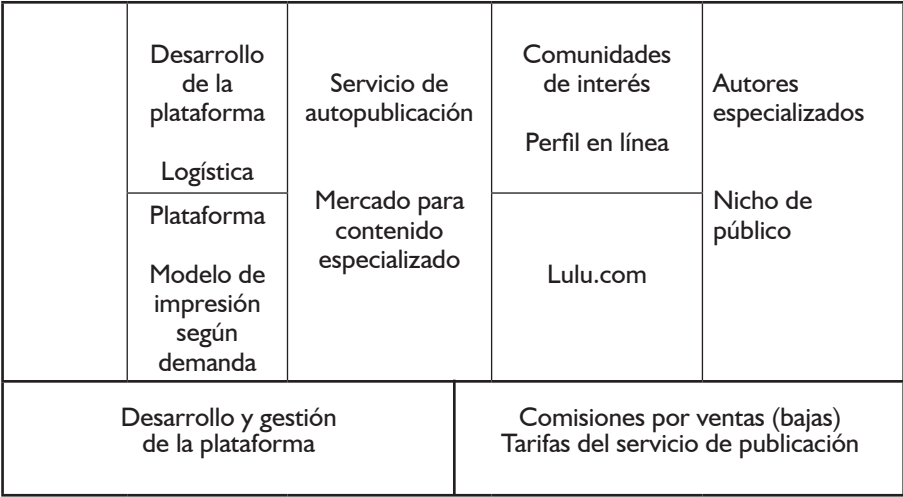 Desarrollo
de la
plataforma
Logística
Plataforma
Modelo de
impresión
según
demanda
Servicio de
autopublicación
Mercado para
contenido
especializado
Comunidades
de interés
Perfil en línea
Lulu.com
Autores
especializados
Nicho de
público
Desarrollo y gestión
de la plataforma
Comisiones por ventas (bajas)
Tarifas del servicio de publicación